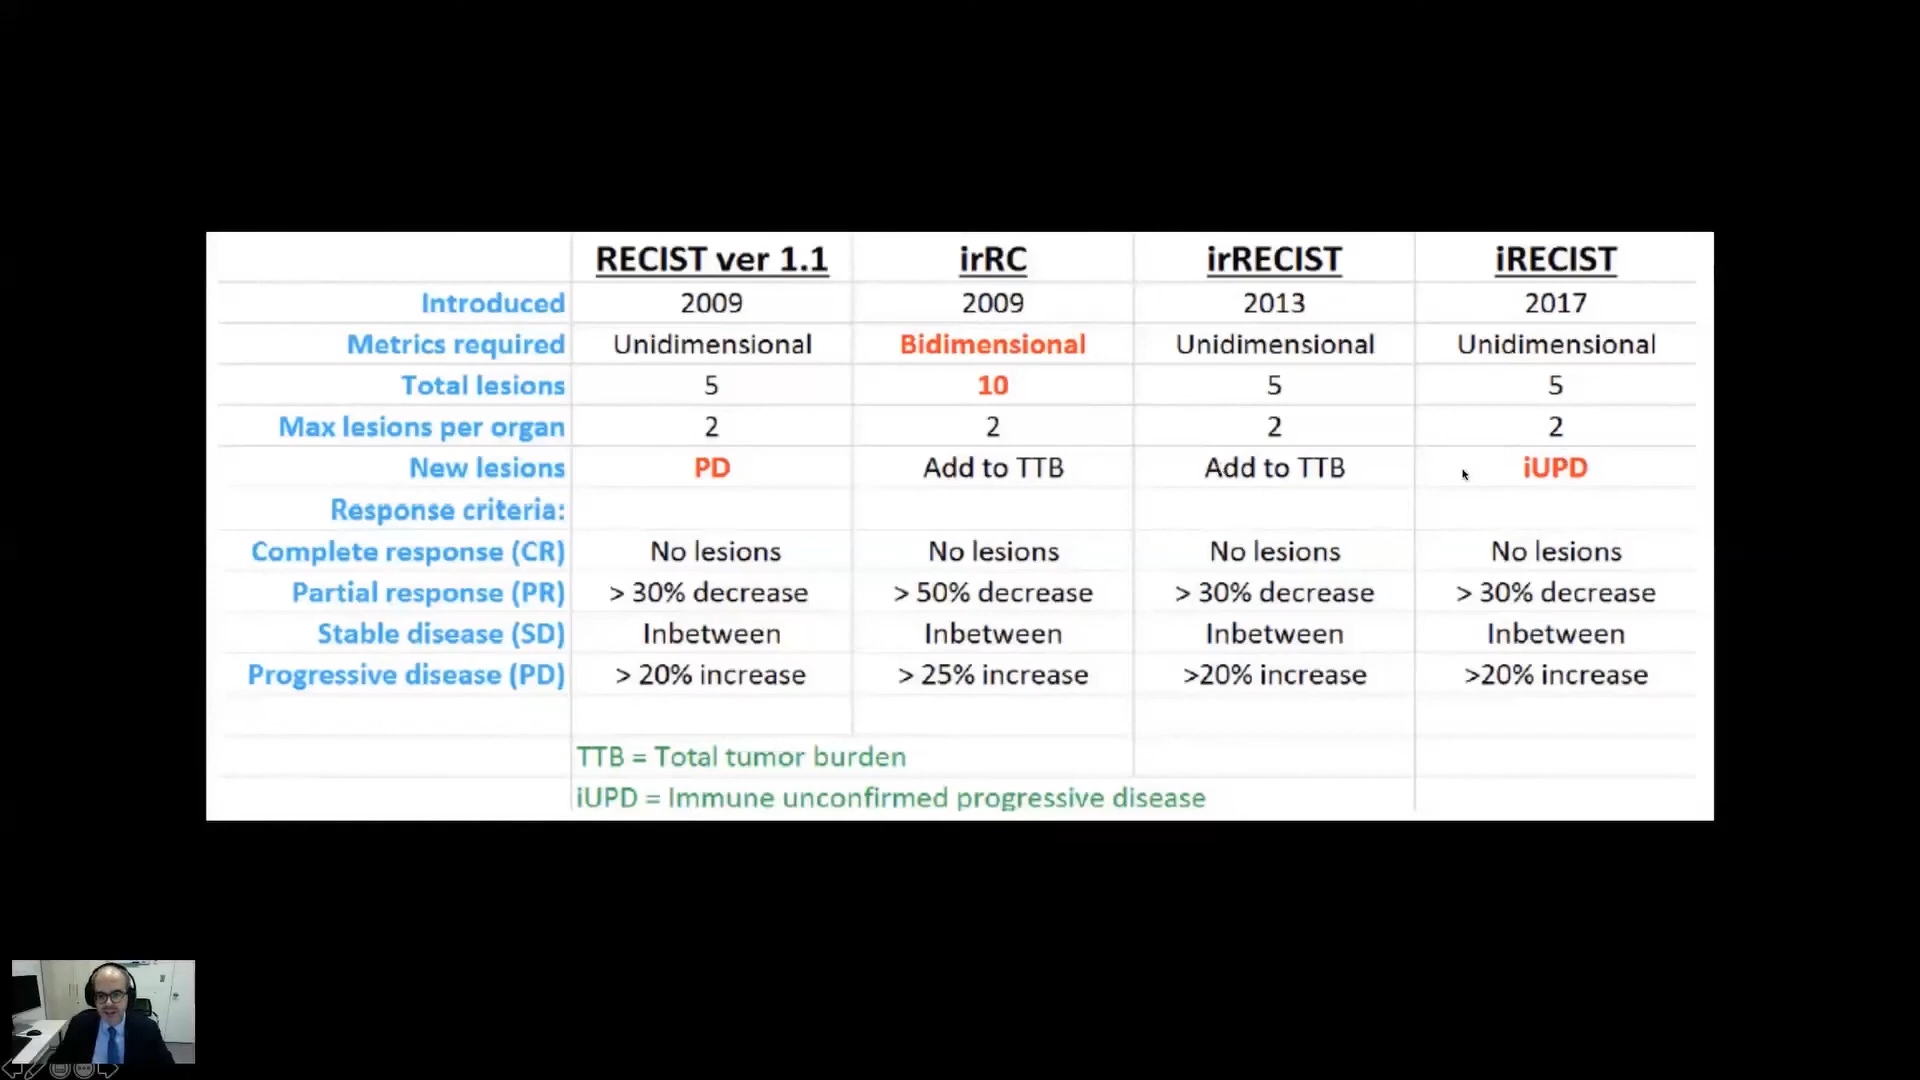 RECIST ver 1.1 irRC irRECIST iRECIST
Introduced 2009 2009 2013 2017
Metrics required Unidimensional Bidimensional Unidimensional Unidimensional
Total lesions 5 10 5 5
Max lesions per organ 2 2 2 2
New lesions PD Add to TTB Add to TTB iUPD
Response criteria:
Complete response (CR) No lesions No lesions No lesions No lesions
Partial response (PR) > 30% decrease > 50% decrease > 30% decrease > 30% decrease
Stable disease (SD) Inbetween Inbetween Inbetween Inbetween
Progressive disease (PD) > 20% increase > 25% increase >20% increase >20% increase
TTB = Total tumor burden
iUPD = Immune unconfirmed progressive disease